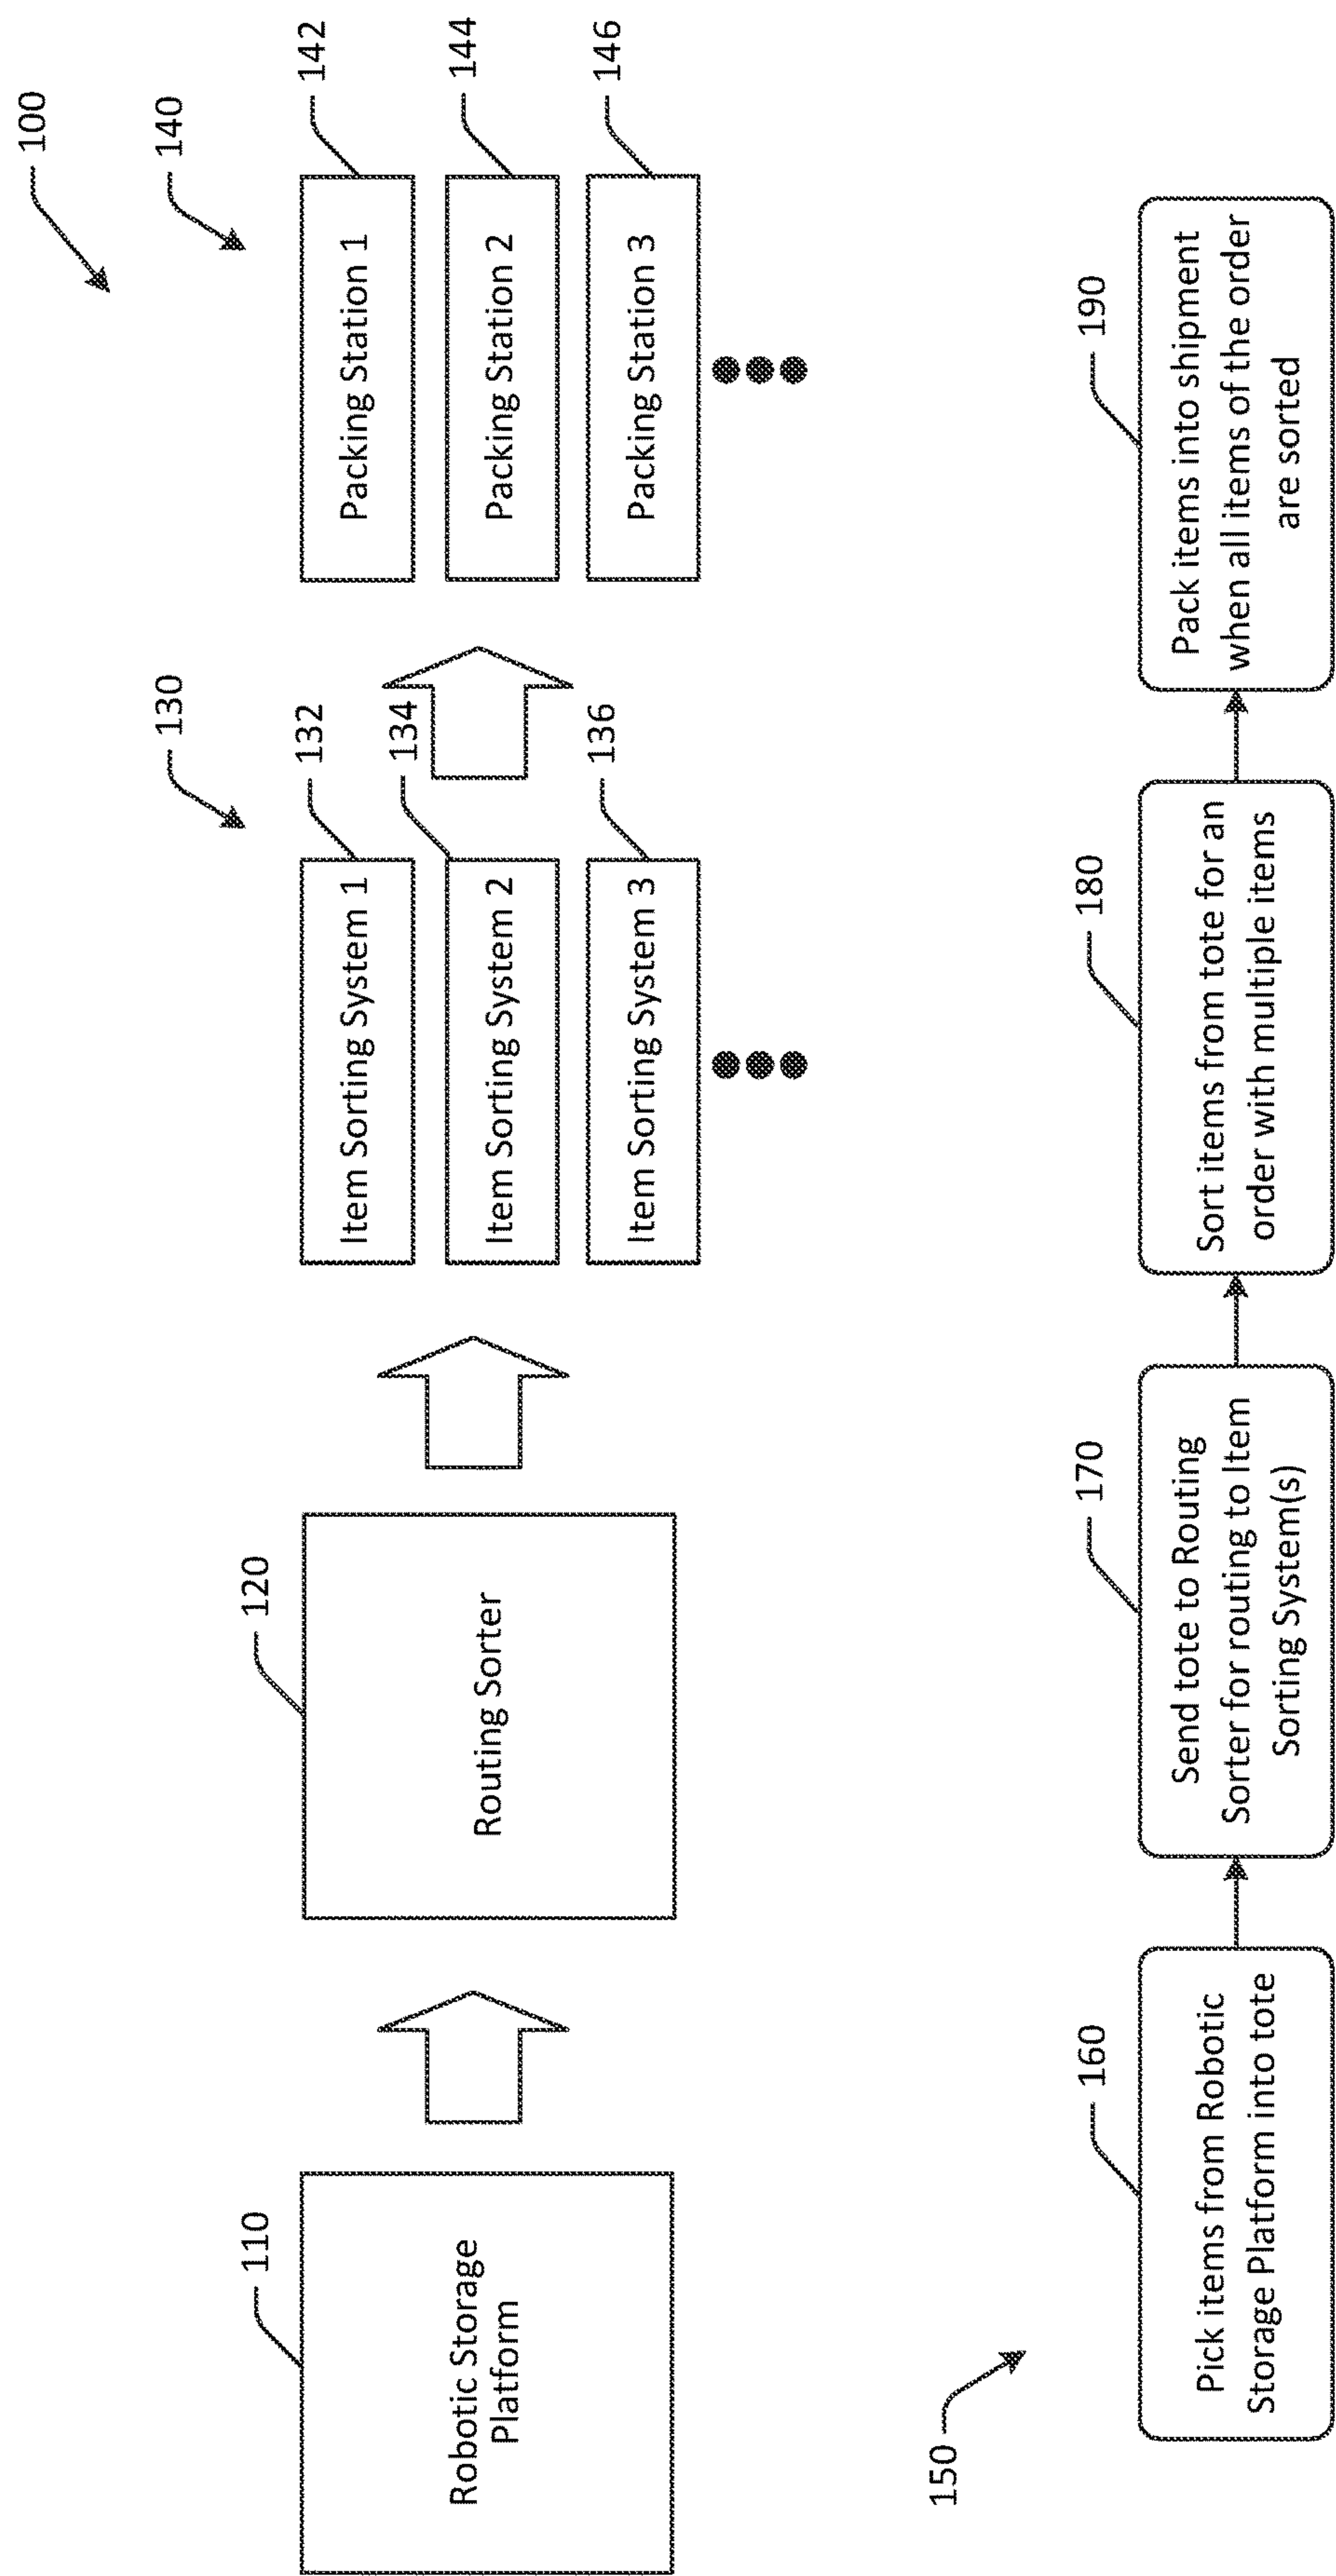 100
110
Robotic Storage
Platform
120
Routing Sorter
130
132
Item Sorting System 1
134
Item Sorting System 2
136
Item Sorting System 3
140
142
Packing Station 1
144
Packing Station 2
146
Packing Station 3
150
160
Pick items from Robotic
Storage Platform into tote
170
Send tote to Routing
Sorter for routing to Item
Sorting System(s)
180
Sort items from tote for an
order with multiple items
190
Pack items into shipment
when all items of the order
are sorted